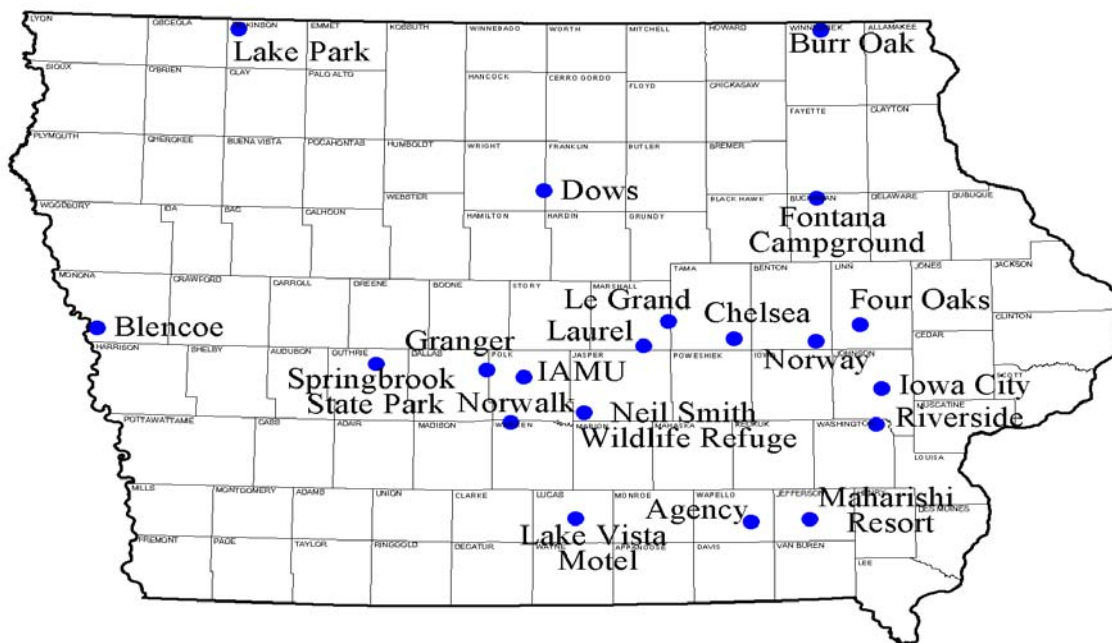 LYON
OSCEOLA
DICKINSON
EMMET
KOSSUTH
WINNEBAGO
WORTH
MITCHELL
HOWARD
WINNESHIEK
ALLAMAKEE
Lake Park
Burr Oak
SIOUX
O'BRIEN
CLAY
PALO ALTO
HANCOCK
CERRO GORDO
FLOYD
CHICKASAW
FAYETTE
CLAYTON
PLYMOUTH
CHEROKEE
BUENA VISTA
POCAHONTAS
HUMBOLDT
WRIGHT
FRANKLIN
BUTLER
BREMER
Dows
WOODBURY
IDA
SAC
CALHOUN
WEBSTER
HAMILTON
HARDIN
GRUNDY
BLACK HAWK
BUCHANAN
DELAWARE
DUBUQUE
Fontana
Campground
MONONA
CRAWFORD
CARROLL
GREENE
BOONE
STORY
MARSHALL
TAMA
BENTON
LINN
JONES
JACKSON
Le Grand
Chelsea
Four Oaks
CLINTON
Blencoe
Laurel
Norway
CEDAR
HARRISON
SHELBY
AUDUBON
GUTHRIE
DALLAS
POLK
JASPER
POWESHIEK
IOWA
JOHNSON
SCOTT
Granger
IAMU
Springbrook
State Park
Norwalk
Neil Smith
Wildlife Refuge
Iowa City
MUSCATINE
Riverside
POTTAWATTAMIE
CASS
ADAIR
MADISON
WARREN
MARION
MAHASKA
KEOKUK
WASHINGTON
LOUISA
MILLS
MONTGOMERY
ADAMS
UNION
CLARKE
LUCAS
MONROE
WAPELLO
JEFFERSON
HENRY
DES MOINES
Agency
Maharishi
Resort
Lake Vista
Motel
FREMONT
PAGE
TAYLOR
RINGGOLD
DECATUR
WAYNE
APPANOOSE
DAVIS
VAN BUREN
LEE